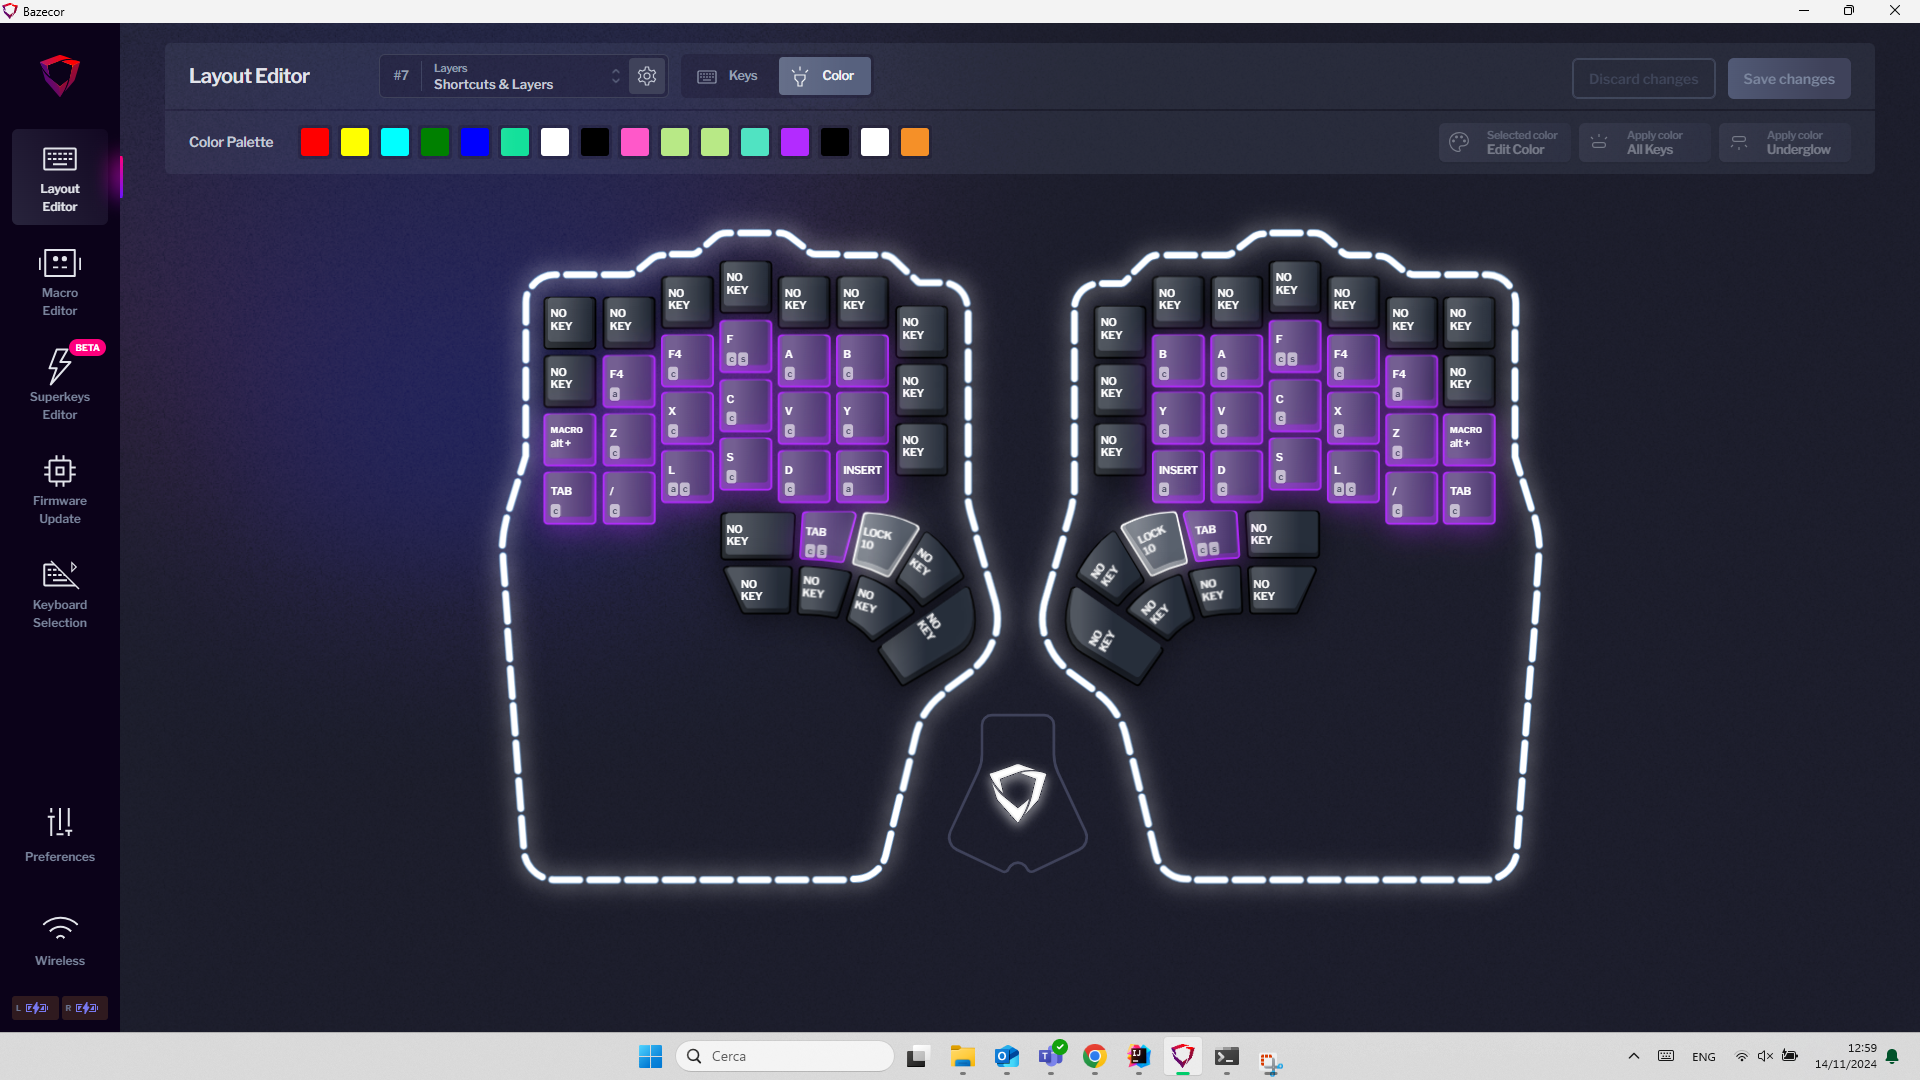 Bazecor
Layout Editor
#7
Layers
Shortcuts & Layers
Keys
Color
Discard changes
Save changes
Color Palette
Selected color
Edit Color
Apply color
All Keys
Apply color
Underglow
Layout
Editor
Macro
Editor
BETA
Superkeys
Editor
Firmware
Update
Keyboard
Selection
Preferences
Wireless
L
R
NO
KEY
NO
KEY
NO
KEY
NO
KEY
NO
KEY
NO
KEY
NO
KEY
NO
KEY
F4
a
F4
c
F
c s
A
c
B
c
NO
KEY
MACRO
alt +
Z
c
X
c
C
c
V
c
Y
c
NO
KEY
TAB
c
/
c
L
a c
S
c
D
c
INSERT
a
NO
KEY
TAB
c s
LOCK
10
NO
KEY
NO
KEY
NO
KEY
NO
KEY
NO
KEY
NO
KEY
NO
KEY
NO
KEY
NO
KEY
NO
KEY
NO
KEY
NO
KEY
NO
KEY
B
c
A
c
F
c s
F4
c
F4
a
NO
KEY
NO
KEY
Y
c
V
c
C
c
X
c
Z
c
MACRO
alt +
INSERT
a
D
c
S
c
L
a c
/
c
TAB
c
NO
KEY
LOCK
10
TAB
c s
NO
KEY
NO
KEY
NO
KEY
NO
KEY
NO
KEY
Cerca
ENG
12:59
14/11/2024